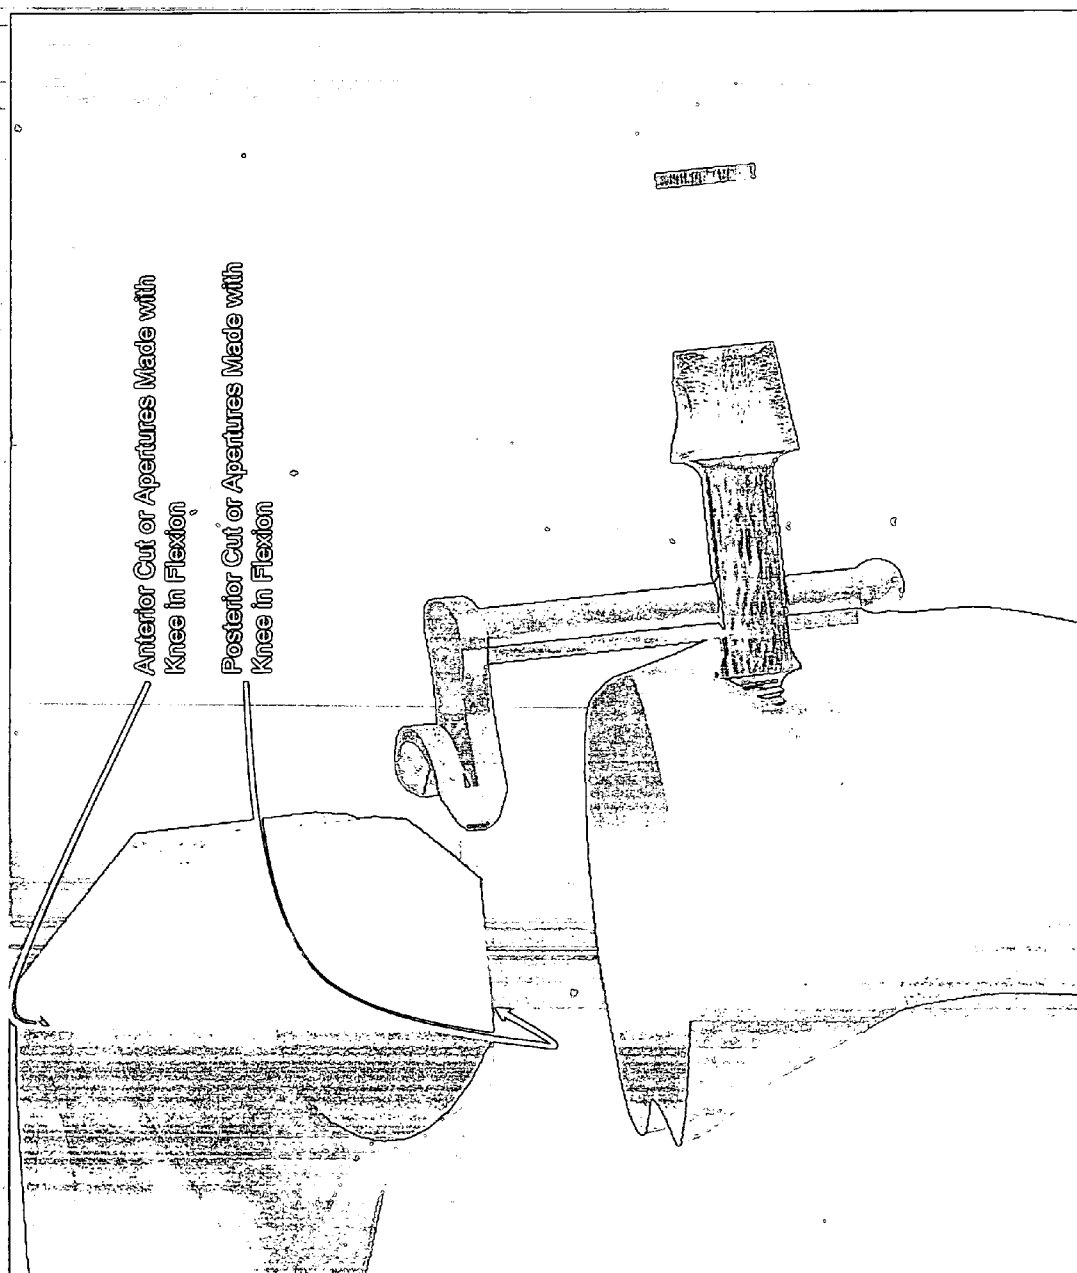 Anterior Cut or Apertures Made with
Knee in Flexion
Posterior Cut or Apertures Made with
Knee in Flexion